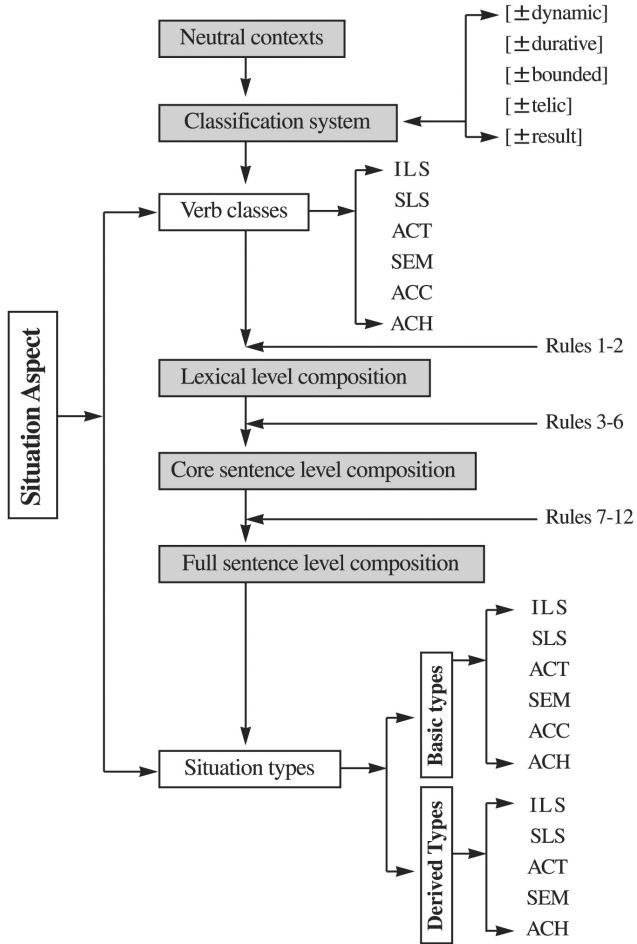 Neutral contexts
[±dynamic]
[±durative]
[±bounded]
[±telic]
[±result]
Classification system
Verb classes
ILS
SLS
ACT
SEM
ACC
ACH
Rules 1-2
Situation Aspect
Lexical level composition
Rules 3-6
Core sentence level composition
Rules 7-12
Full sentence level composition
Situation types
Basic types
ILS
SLS
ACT
SEM
ACC
ACH
Derived Types
ILS
SLS
ACT
SEM
ACH